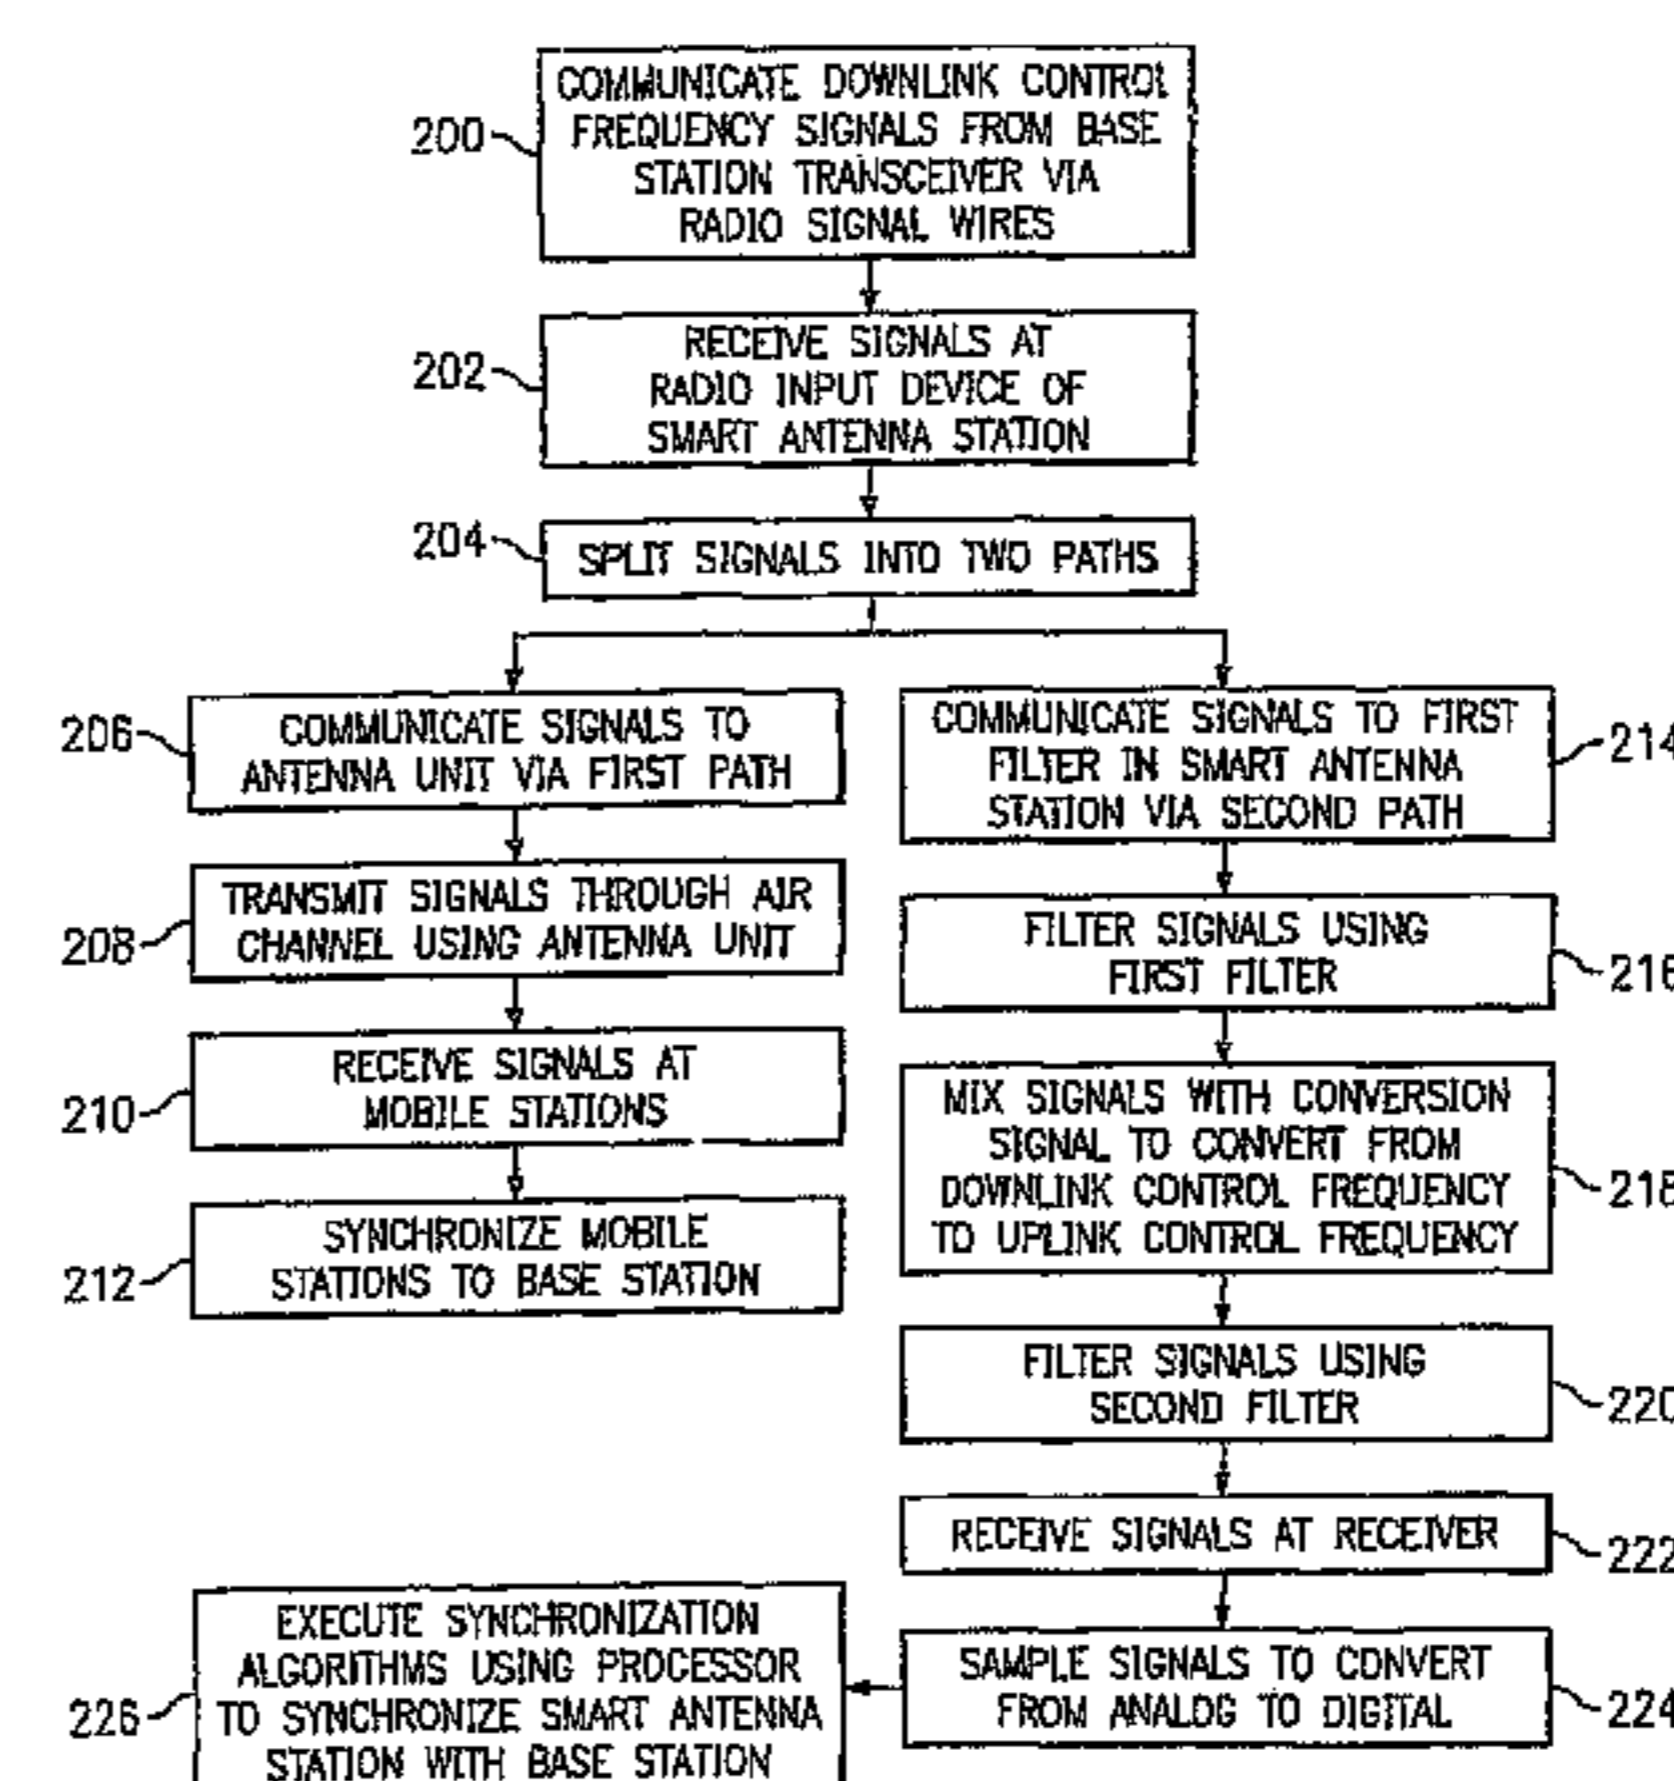 COMMUNICATE DOWNLINK CONTROL
FREQUENCY SIGNALS FROM BASE
STATION TRANSCEIVER VIA
RADIO SIGNAL WIRES
200
RECEIVE SIGNALS AT
RADIO INPUT DEVICE OF
SMART ANTENNA STATION
202
204
SPLIT SIGNALS INTO TWO PATHS
206
COMMUNICATE SIGNALS TO
ANTENNA UNIT VIA FIRST PATH
208
TRANSMIT SIGNALS THROUGH AIR
CHANNEL USING ANTENNA UNIT
210
RECEIVE SIGNALS AT
MOBILE STATIONS
212
SYNCHRONIZE MOBILE
STATIONS TO BASE STATION
COMMUNICATE SIGNALS TO FIRST
FILTER IN SMART ANTENNA
STATION VIA SECOND PATH
214
FILTER SIGNALS USING
FIRST FILTER
216
MIX SIGNALS WITH CONVERSION
SIGNAL TO CONVERT FROM
DOWNLINK CONTROL FREQUENCY
TO UPLINK CONTROL FREQUENCY
218
FILTER SIGNALS USING
SECOND FILTER
220
RECEIVE SIGNALS AT RECEIVER
222
SAMPLE SIGNALS TO CONVERT
FROM ANALOG TO DIGITAL
224
226
EXECUTE SYNCHRONIZATION
ALGORITHMS USING PROCESSOR
TO SYNCHRONIZE SMART ANTENNA
STATION WITH BASE STATION